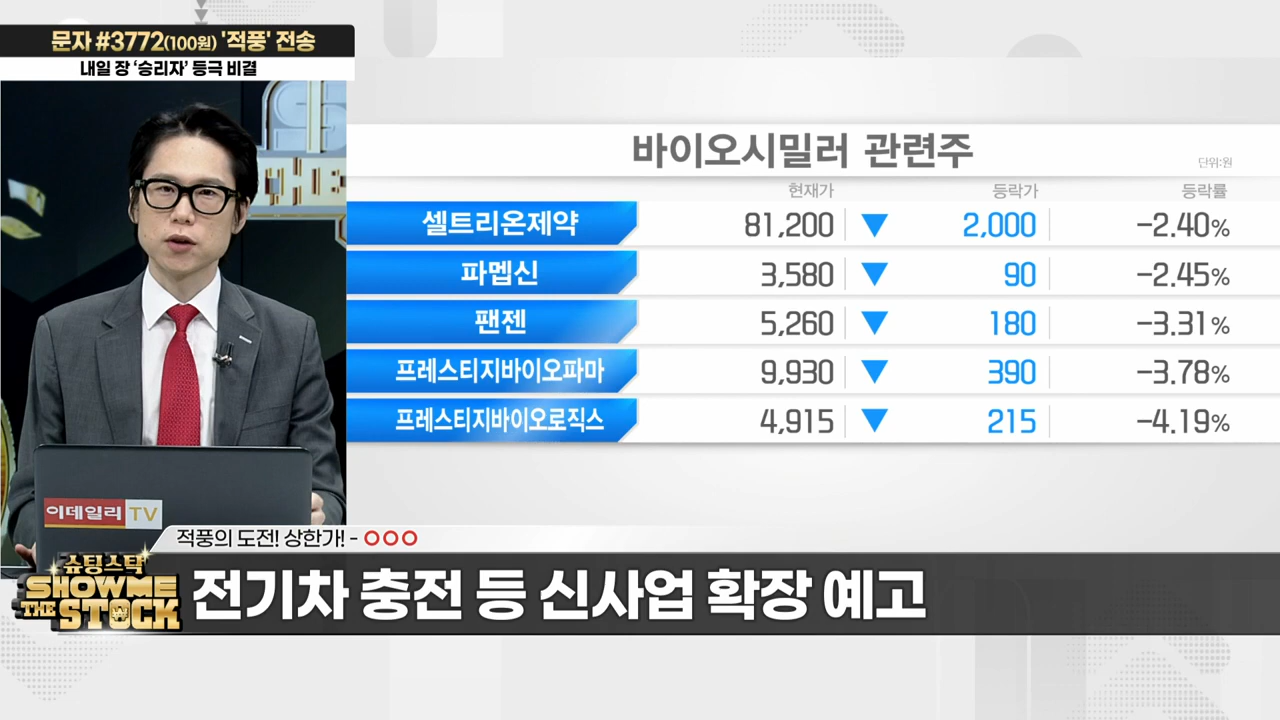 문자 #3772(100원) '적풍' 전송
내일 장 '승리자' 등극 비결
바이오시밀러 관련주
단위:원
현재가 등락가 등락률
셀트리온제약 81,200 ▼ 2,000 -2.40%
파멥신 3,580 ▼ 90 -2.45%
팬젠 5,260 ▼ 180 -3.31%
프레스티지바이오파마 9,930 ▼ 390 -3.78%
프레스티지바이오로직스 4,915 ▼ 215 -4.19%
이데일리 TV
적풍의 도전! 상한가! - ○○○
슈팅스탁
SHOW ME
THE STOCK
전기차 충전 등 신사업 확장 예고